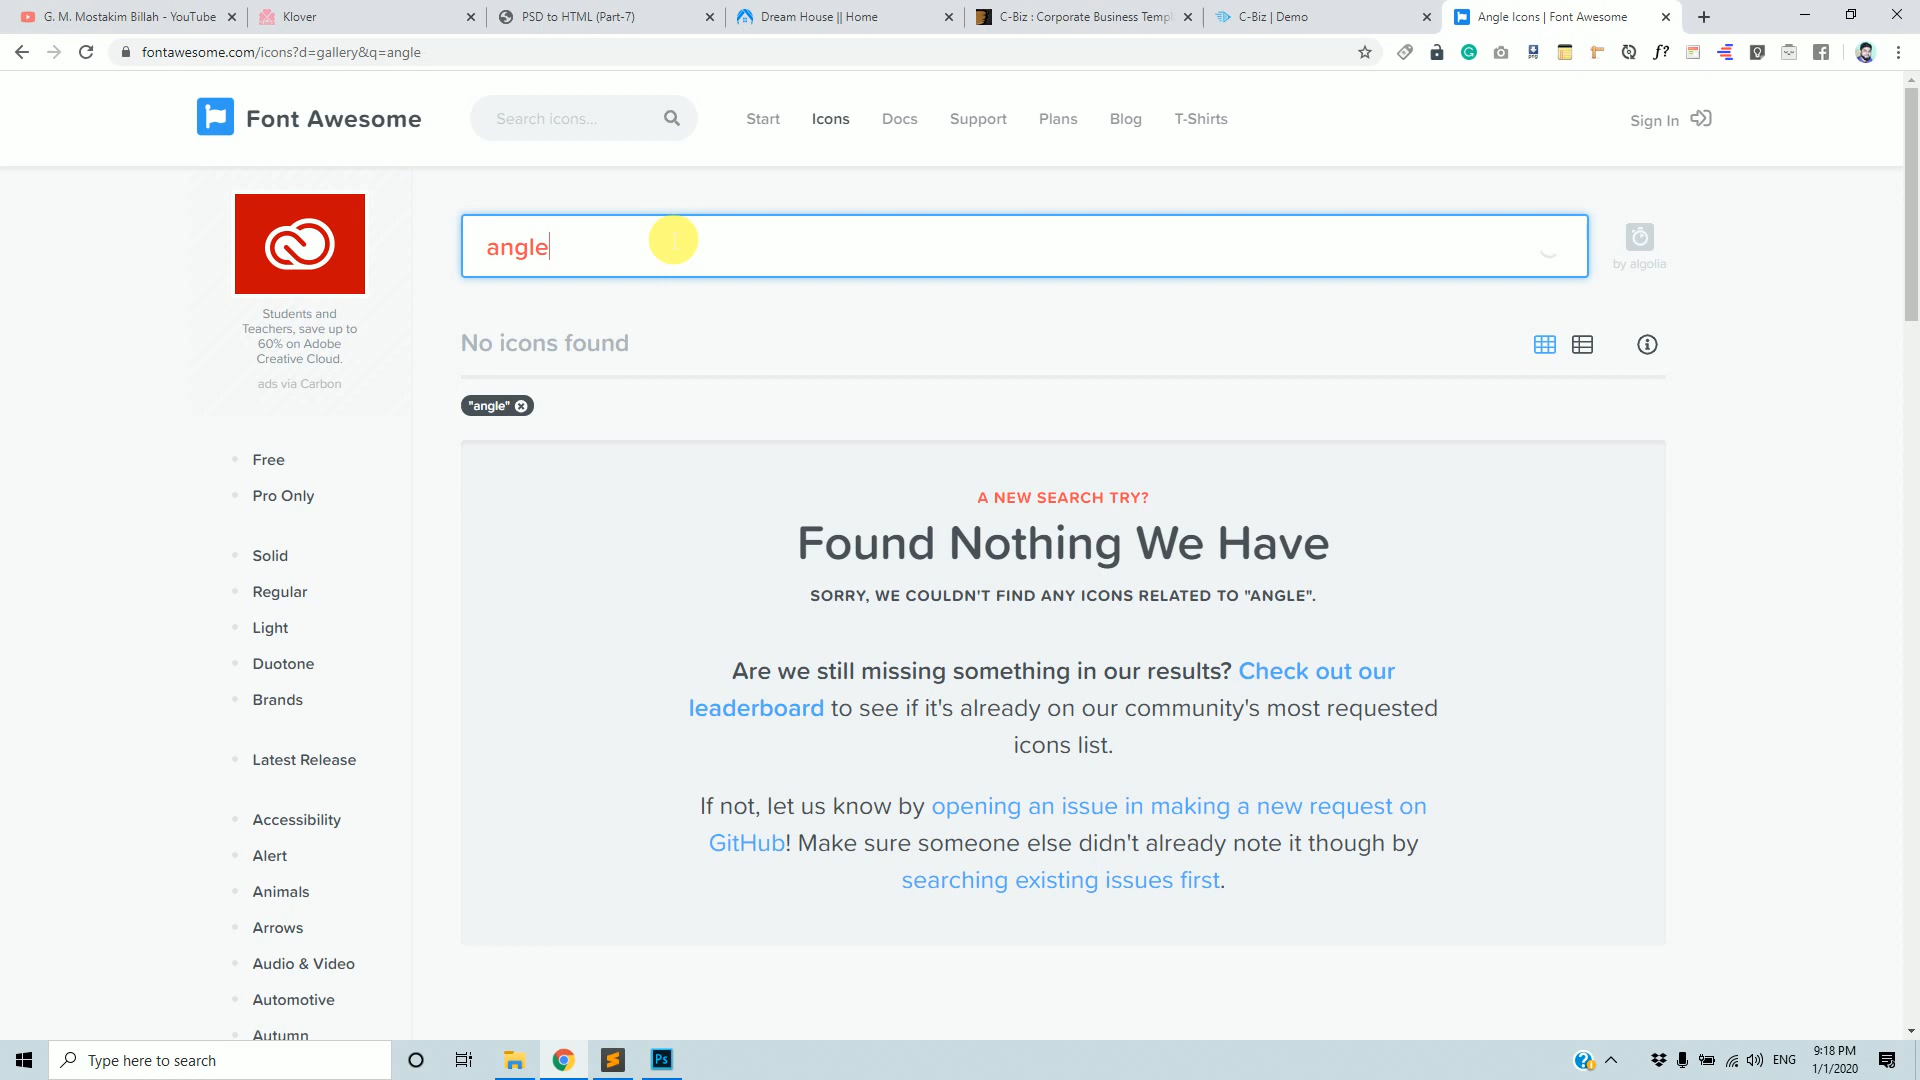 G. M. Mostakim Billah - YouTube
Klover
PSD to HTML (Part-7)
Dream House || Home
C-Biz : Corporate Business Templ
C-Biz | Demo
Angle Icons | Font Awesome
fontawesome.com/icons?d=gallery&q=angle
Font Awesome
Search icons...
Start
Icons
Docs
Support
Plans
Blog
T-Shirts
Sign In
Students and
Teachers, save up to
60% on Adobe
Creative Cloud.
ads via Carbon
angle
by algolia
No icons found
"angle"
Free
Pro Only
Solid
Regular
Light
Duotone
Brands
Latest Release
Accessibility
Alert
Animals
Arrows
Audio & Video
Automotive
Autumn
A NEW SEARCH TRY?
Found Nothing We Have
SORRY, WE COULDN'T FIND ANY ICONS RELATED TO "ANGLE".
Are we still missing something in our results? Check out our
leaderboard to see if it's already on our community's most requested
icons list.
If not, let us know by opening an issue in making a new request on
GitHub! Make sure someone else didn't already note it though by
searching existing issues first.
Type here to search
Ps
ENG
9:18 PM
1/1/2020